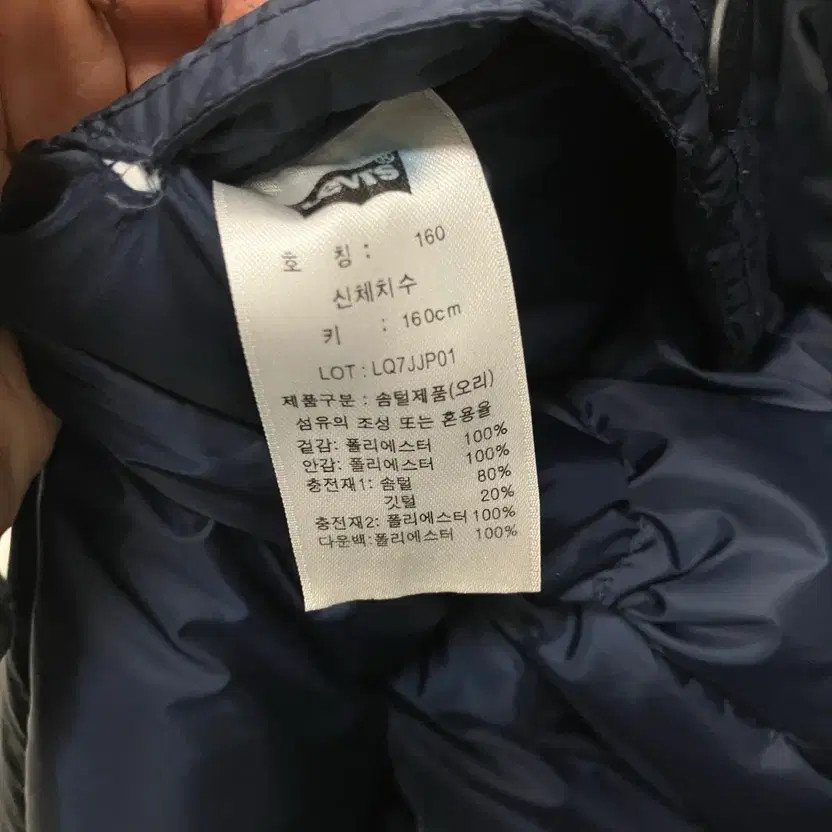 Levis®
호 칭 : 160
신체치수
키 : 160cm
LOT : LQ7JJP01
제품구분 : 솜털제품(오리)
섬유의 조성 또는 혼용율
겉감: 폴리에스터 100%
안감: 폴리에스터 100%
충전재1: 솜털 80%
깃털 20%
충전재2: 폴리에스터 100%
다운백:폴리에스터 100%